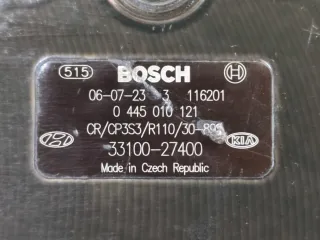 515 BOSCH
06-07-23 3 116201
0 445 010 121
CR/CP3S3/R110/30-89S
KIA
33100-27400
Made in Czech Republic